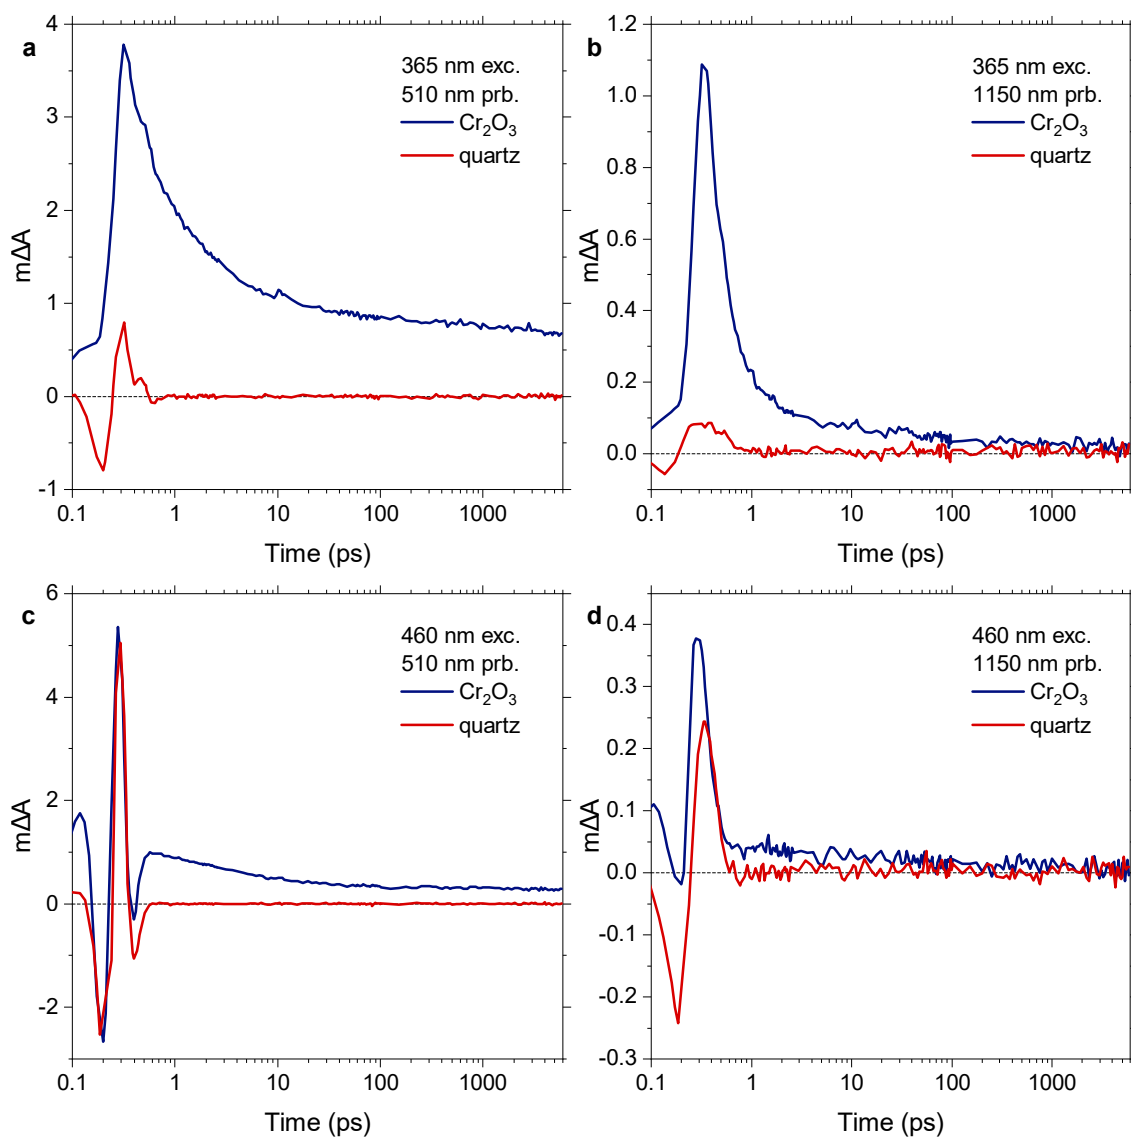 a
365 nm exc.
510 nm prb.
Cr₂O₃
quartz
4
3
2
1
0
-1
mΔA
0.1 1 10 100 1000
Time (ps)
b
365 nm exc.
1150 nm prb.
Cr₂O₃
quartz
1.2
1.0
0.8
0.6
0.4
0.2
0.0
mΔA
0.1 1 10 100 1000
Time (ps)
c
460 nm exc.
510 nm prb.
Cr₂O₃
quartz
6
4
2
0
-2
mΔA
0.1 1 10 100 1000
Time (ps)
d
460 nm exc.
1150 nm prb.
Cr₂O₃
quartz
0.4
0.3
0.2
0.1
0.0
-0.1
-0.2
-0.3
mΔA
0.1 1 10 100 1000
Time (ps)